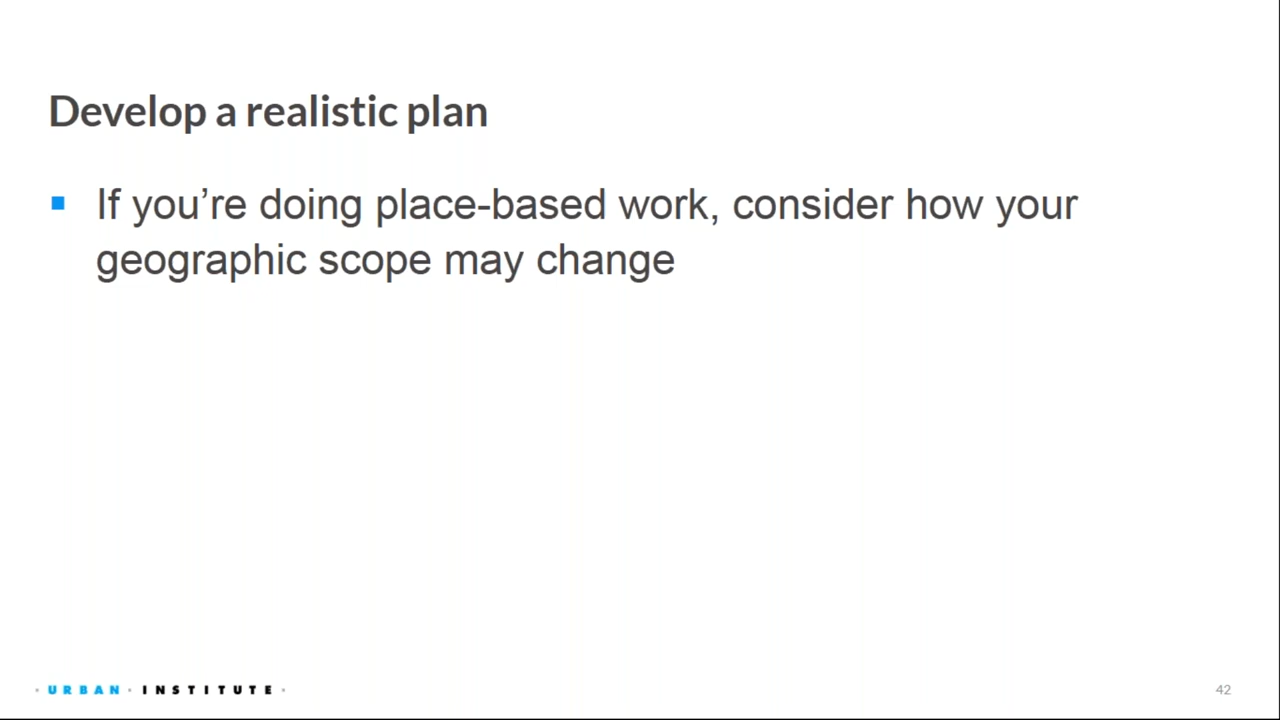 Develop a realistic plan
▪ If you’re doing place-based work, consider how your
geographic scope may change
· URBAN · INSTITUTE ·
42